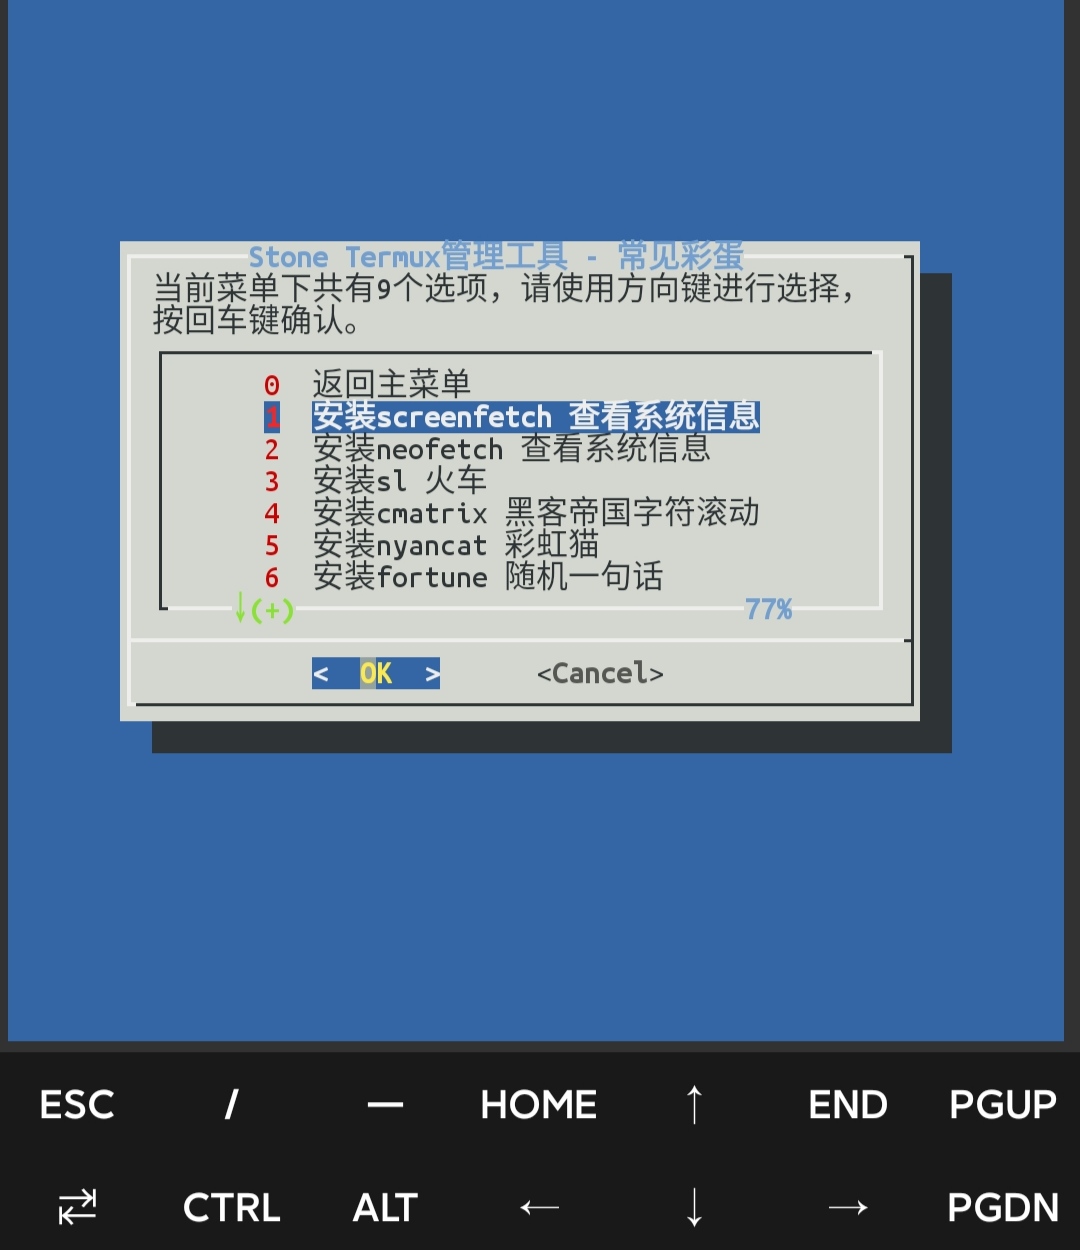 Stone Termux管理工具 - 常见彩蛋
当前菜单下共有9个选项，请使用方向键进行选择，
按回车键确认。
0 返回主菜单
1 安装screenfetch 查看系统信息
2 安装neofetch 查看系统信息
3 安装sl 火车
4 安装cmatrix 黑客帝国字符滚动
5 安装nyancat 彩虹猫
6 安装fortune 随机一句话
↓(+) 77%
< OK > <Cancel>
ESC / — HOME ↑ END PGUP
⇄ CTRL ALT ← ↓ → PGDN